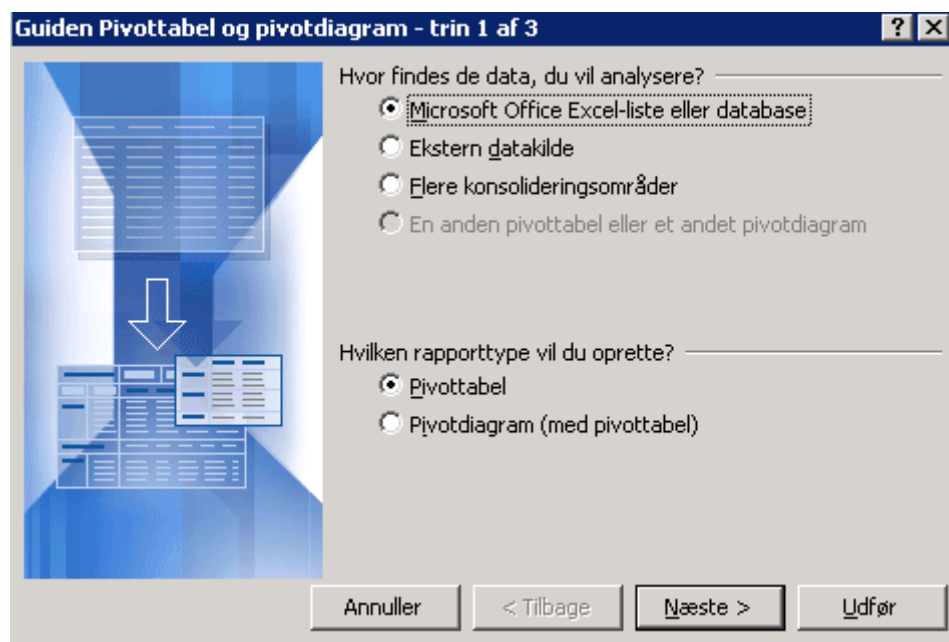 Guiden Pivottabel og pivotdiagram - trin 1 af 3
Hvor findes de data, du vil analysere?
Microsoft Office Excel-liste eller database
Ekstern datakilde
Flere konsolideringsområder
En anden pivottabel eller et andet pivotdiagram
Hvilken rapporttype vil du oprette?
Pivottabel
Pivotdiagram (med pivottabel)
Annuller < Tilbage Næste > Udfør